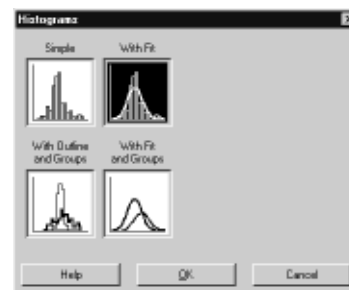 Histograms
Simple
With Fit
With Outline
and Groups
With Fit
and Groups
Help
OK
Cancel